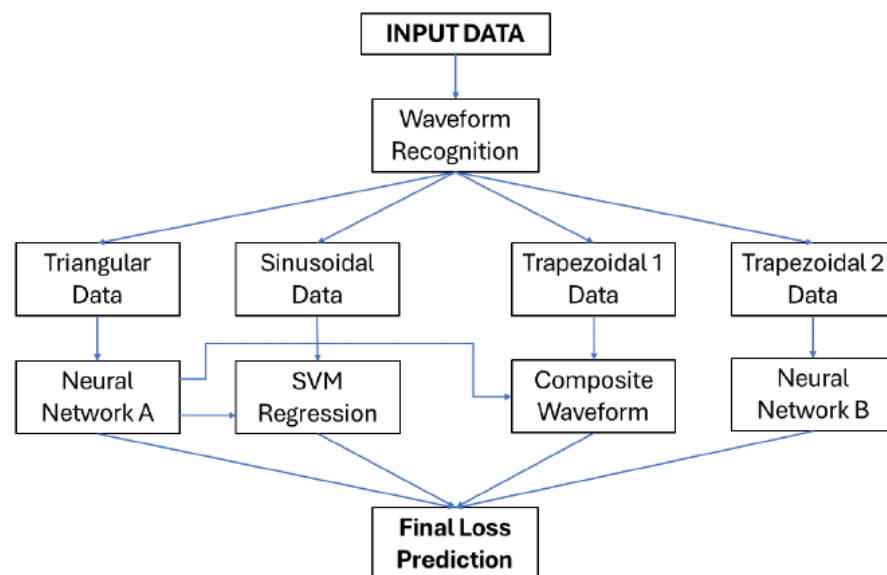 INPUT DATA
Waveform
Recognition
Triangular
Data
Sinusoidal
Data
Trapezoidal 1
Data
Trapezoidal 2
Data
Neural
Network A
SVM
Regression
Composite
Waveform
Neural
Network B
Final Loss
Prediction